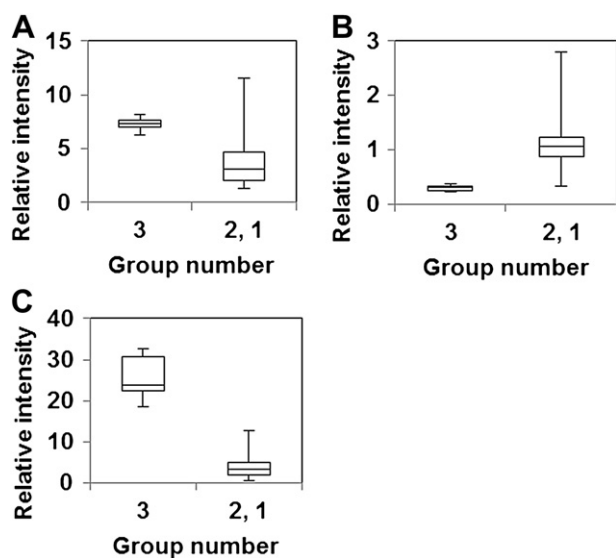 A
Relative intensity
15
10
5
0
3 2, 1
Group number
B
Relative intensity
3
2
1
0
3 2, 1
Group number
C
Relative intensity
40
30
20
10
0
3 2, 1
Group number